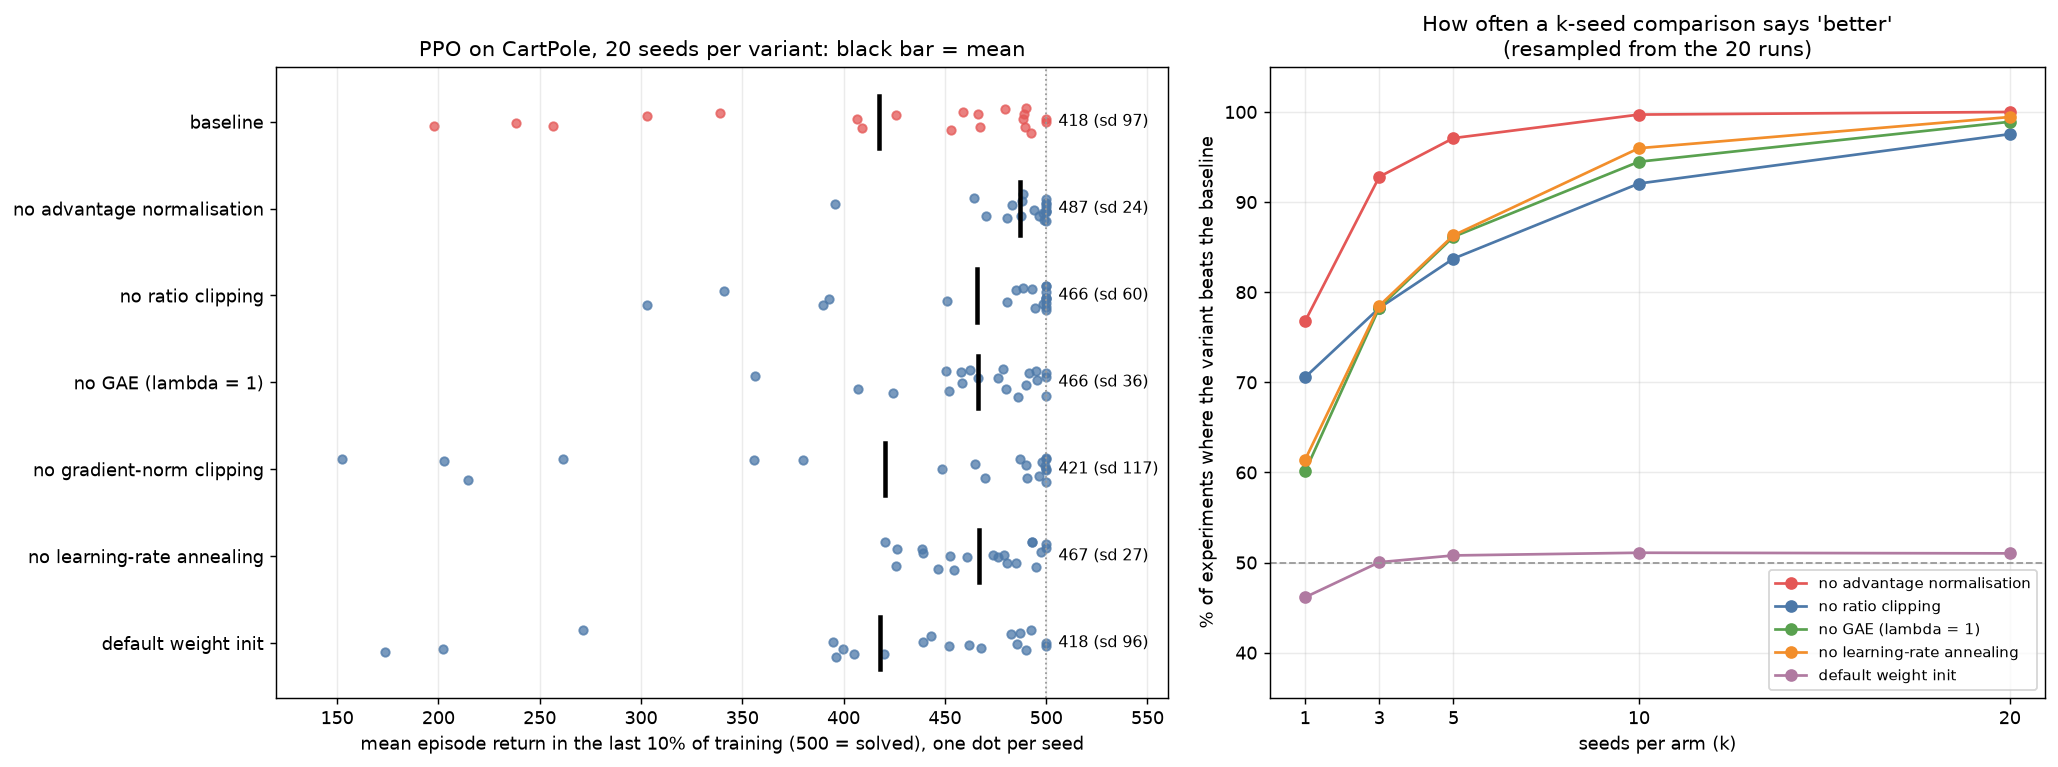 PPO on CartPole, 20 seeds per variant: black bar = mean
baseline
no advantage normalisation
no ratio clipping
no GAE (lambda = 1)
no gradient-norm clipping
no learning-rate annealing
default weight init
418 (sd 97)
487 (sd 24)
466 (sd 60)
466 (sd 36)
421 (sd 117)
467 (sd 27)
418 (sd 96)
150 200 250 300 350 400 450 500 550
mean episode return in the last 10% of training (500 = solved), one dot per seed
How often a k-seed comparison says 'better'
(resampled from the 20 runs)
% of experiments where the variant beats the baseline
100
90
80
70
60
50
40
no advantage normalisation
no ratio clipping
no GAE (lambda = 1)
no learning-rate annealing
default weight init
1 3 5 10 20
seeds per arm (k)